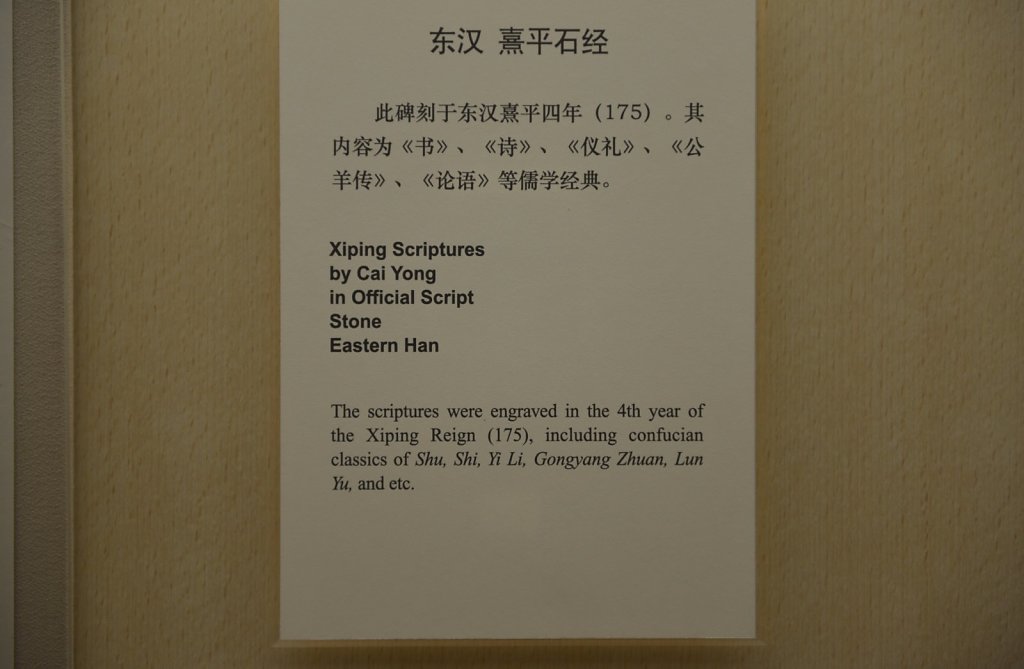 东汉 熹平石经
此碑刻于东汉熹平四年（175）。其
内容为《书》、《诗》、《仪礼》、《公
羊传》、《论语》等儒学经典。
Xiping Scriptures
by Cai Yong
in Official Script
Stone
Eastern Han
The scriptures were engraved in the 4th year of
the Xiping Reign (175), including confucian
classics of Shu, Shi, Yi Li, Gongyang Zhuan, Lun
Yu, and etc.